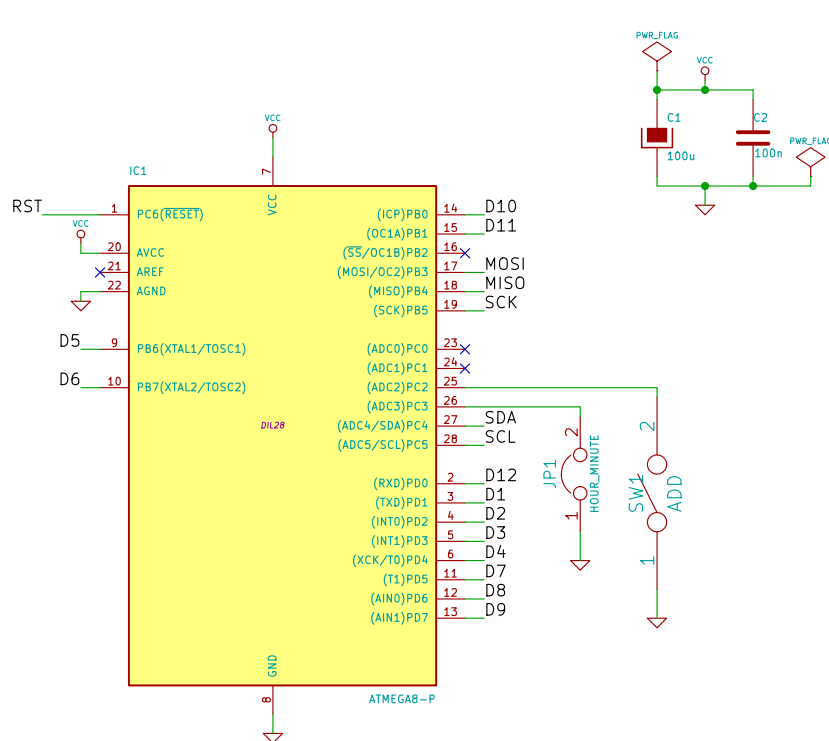 PWR_FLAG
VCC
C1
100u
C2
100n
PWR_FLAG
VCC
IC1
7
VCC
RST
1
PC6(RESET)
VCC
20
AVCC
21
AREF
22
AGND
D5
9
PB6(XTAL1/TOSC1)
D6
10
PB7(XTAL2/TOSC2)
DIL28
(ICP)PB0
14
D10
(OC1A)PB1
15
D11
(SS/OC1B)PB2
16
(MOSI/OC2)PB3
17
MOSI
(MISO)PB4
18
MISO
(SCK)PB5
19
SCK
(ADC0)PC0
23
(ADC1)PC1
24
(ADC2)PC2
25
(ADC3)PC3
26
(ADC4/SDA)PC4
27
SDA
(ADC5/SCL)PC5
28
SCL
(RXD)PD0
2
D12
(TXD)PD1
3
D1
(INT0)PD2
4
D2
(INT1)PD3
5
D3
(XCK/T0)PD4
6
D4
(T1)PD5
11
D7
(AIN0)PD6
12
D8
(AIN1)PD7
13
D9
JP1
2
1
HOUR_MINUTE
SW1
2
1
ADD
GND
8
ATMEGA8-P